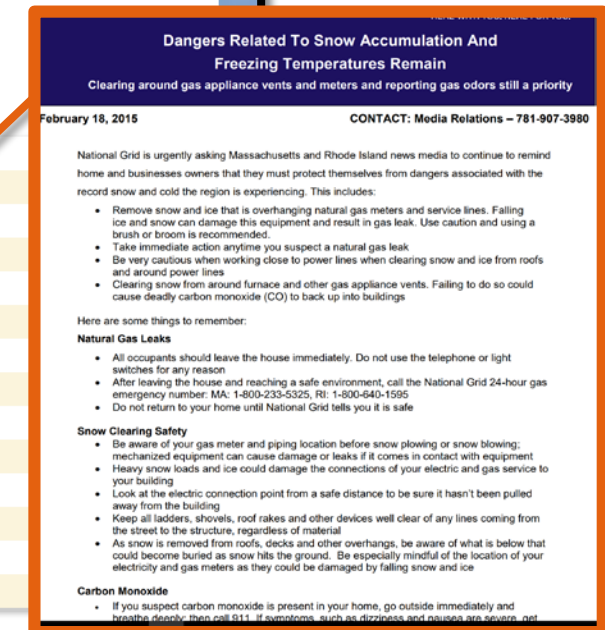 Dangers Related To Snow Accumulation And
Freezing Temperatures Remain
Clearing around gas appliance vents and meters and reporting gas odors still a priority
February 18, 2015 CONTACT: Media Relations – 781-907-3980
National Grid is urgently asking Massachusetts and Rhode Island news media to continue to remind
home and businesses owners that they must protect themselves from dangers associated with the
record snow and cold the region is experiencing. This includes:
• Remove snow and ice that is overhanging natural gas meters and service lines. Falling
ice and snow can damage this equipment and result in gas leak. Use caution and using a
brush or broom is recommended.
• Take immediate action anytime you suspect a natural gas leak
• Be very cautious when working close to power lines when clearing snow and ice from roofs
and around power lines
• Clearing snow from around furnace and other gas appliance vents. Failing to do so could
cause deadly carbon monoxide (CO) to back up into buildings
Here are some things to remember:
Natural Gas Leaks
• All occupants should leave the house immediately. Do not use the telephone or light
switches for any reason
• After leaving the house and reaching a safe environment, call the National Grid 24-hour gas
emergency number: MA: 1-800-233-5325, RI: 1-800-640-1595
• Do not return to your home until National Grid tells you it is safe
Snow Clearing Safety
• Be aware of your gas meter and piping location before snow plowing or snow blowing;
mechanized equipment can cause damage or leaks if it comes in contact with equipment
• Heavy snow loads and ice could damage the connections of your electric and gas service to
your building
• Look at the electric connection point from a safe distance to be sure it hasn't been pulled
away from the building
• Keep all ladders, shovels, roof rakes and other devices well clear of any lines coming from
the street to the structure, regardless of material
• As snow is removed from roofs, decks and other overhangs, be aware of what is below that
could become buried as snow hits the ground. Be especially mindful of the location of your
electricity and gas meters as they could be damaged by falling snow and ice
Carbon Monoxide
• If you suspect carbon monoxide is present in your home, go outside immediately and
breathe deeply; then call 911. If symptoms, such as dizziness and nausea are severe, get